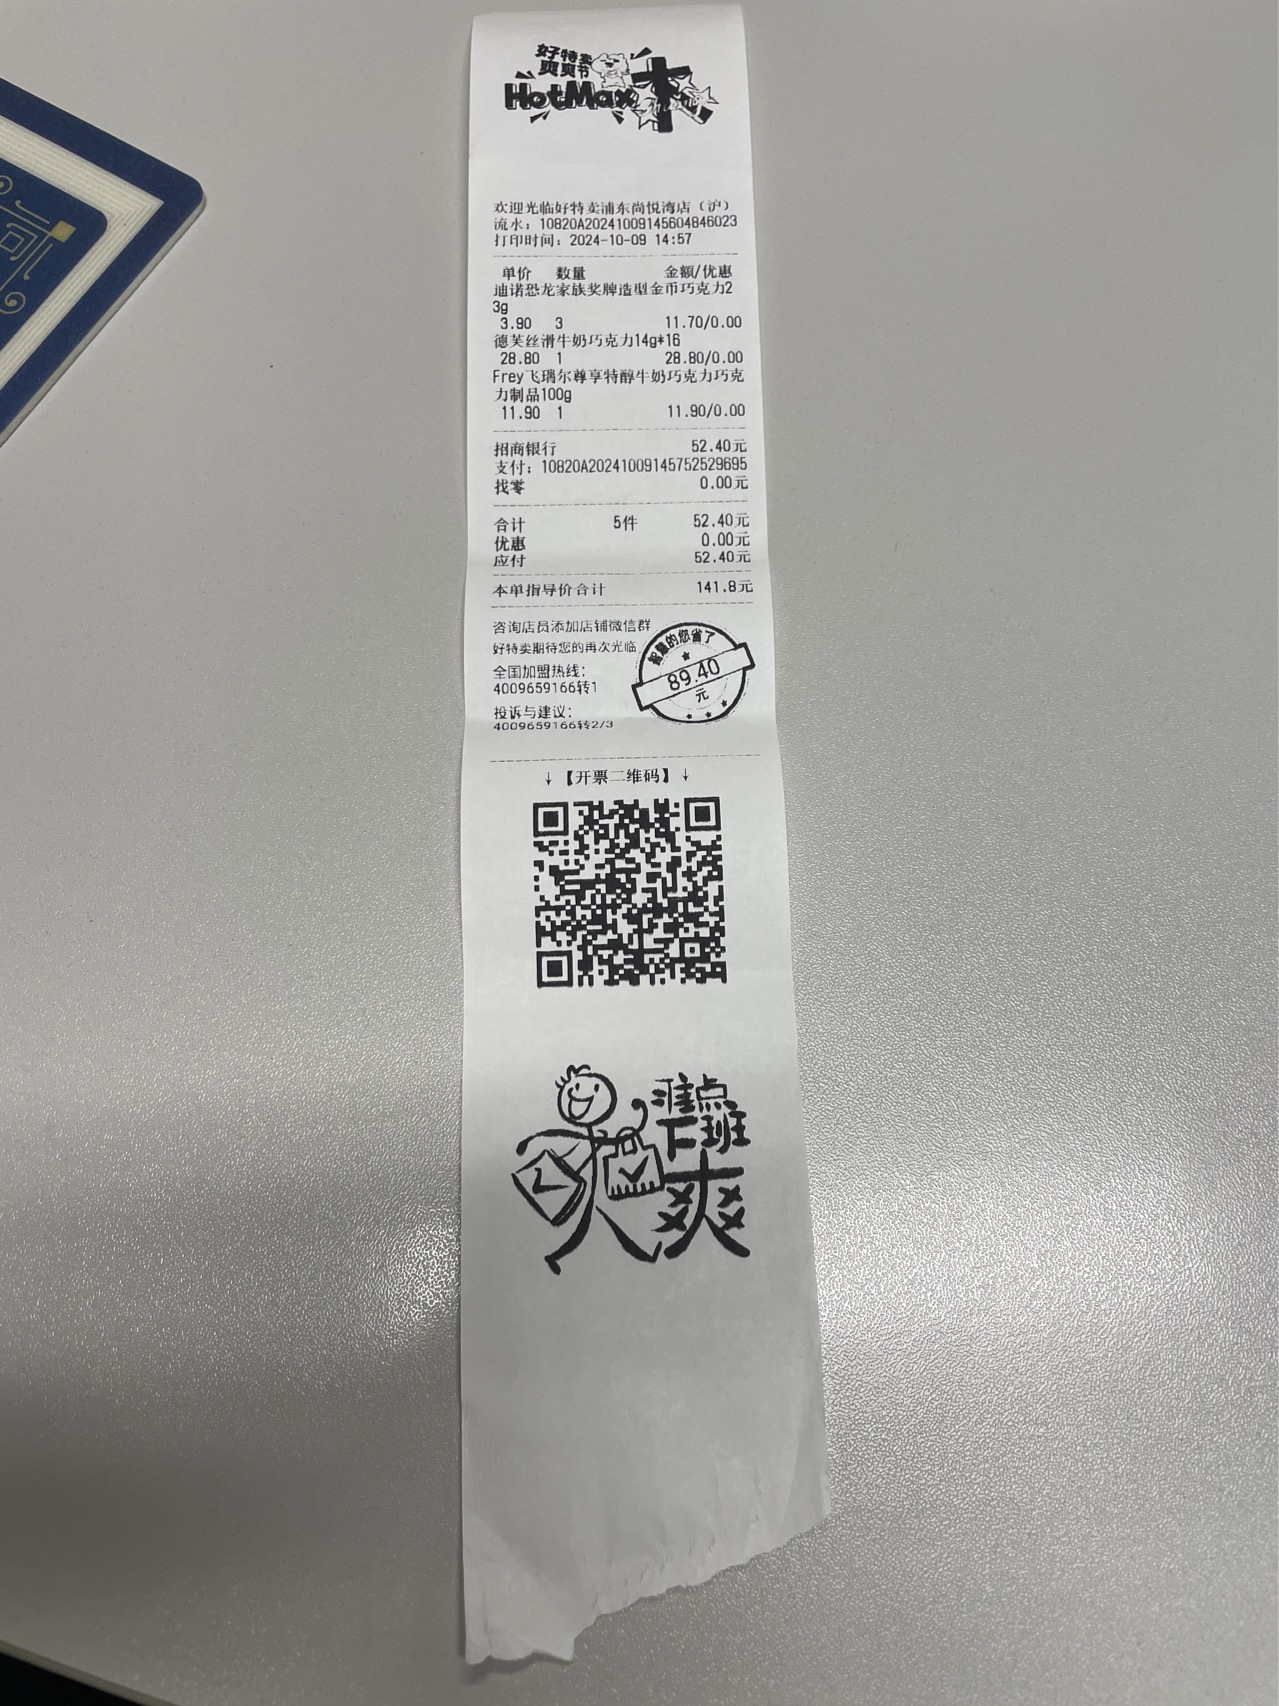 好特卖
爽爽节
HotMax
欢迎光临好特卖浦东尚悦湾店（沪）
流水：10820A20241009145604846023
打印时间：2024-10-09 14:57
单价 数量 金额/优惠
迪诺恐龙家族奖牌造型金币巧克力2
3g
3.90 3 11.70/0.00
德芙丝滑牛奶巧克力14g*16
28.80 1 28.80/0.00
Frey飞瑞尔尊享特醇牛奶巧克力巧克
力制品100g
11.90 1 11.90/0.00
招商银行 52.40元
支付：10820A20241009145752529695
找零 0.00元
合计 5件 52.40元
优惠 0.00元
应付 52.40元
本单指导价合计 141.8元
咨询店员添加店铺微信群
好特卖期待您的再次光临
全国加盟热线：
4009659166转1
投诉与建议：
4009659166转2/3
智慧的您省了
89.40
元
↓【开票二维码】↓
准点
下班
爽